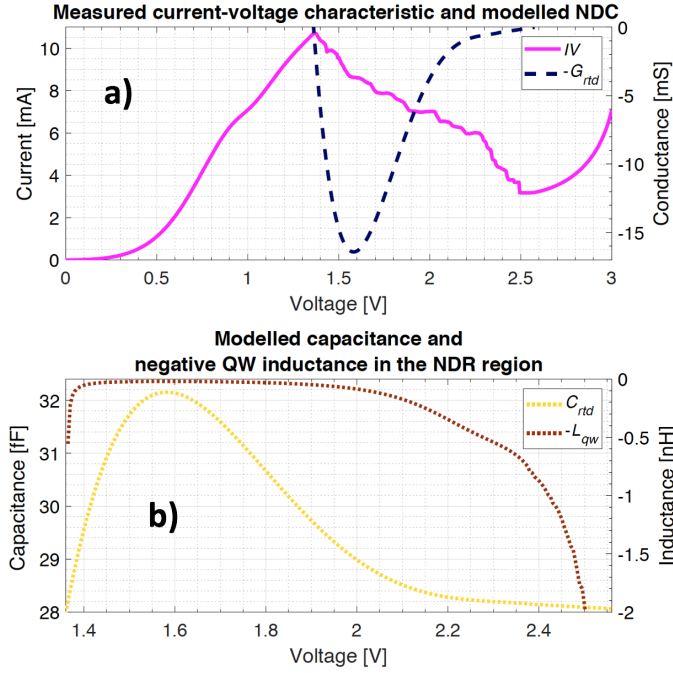 Measured current-voltage characteristic and modelled NDC
a)
Current [mA]
10
8
6
4
2
0
0
0.5
1
1.5
2
2.5
3
Voltage [V]
0
-5
-10
-15
Conductance [mS]
IV
-G_rtd
Modelled capacitance and
negative QW inductance in the NDR region
b)
Capacitance [fF]
32
31
30
29
28
1.4
1.6
1.8
2
2.2
2.4
Voltage [V]
0
-0.5
-1
-1.5
-2
Inductance [nH]
C_rtd
-L_qw